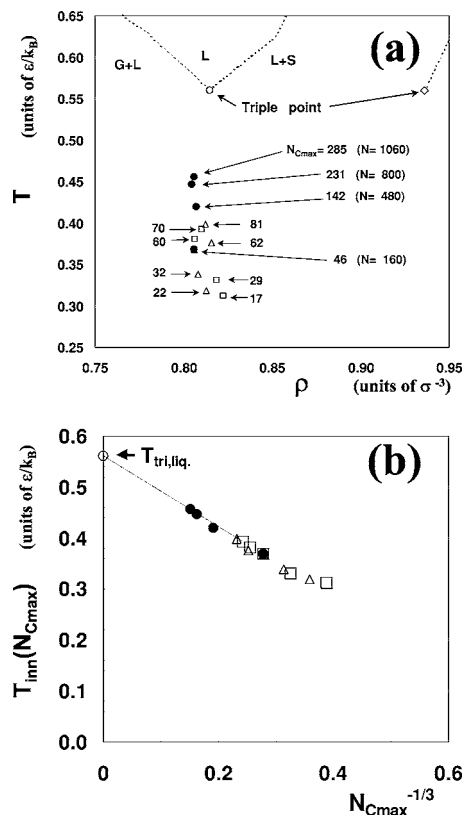 0.65
(a)
G+L
L
L+S
0.60
(units of ε/kB)
0.55
Triple point
0.50
T
NCmax= 285 (N= 1060)
0.45
231 (N= 800)
142 (N= 480)
0.40
70
81
60
62
46 (N= 160)
0.35
32
29
22
17
0.30
0.25
0.75 0.80 0.85 0.90 0.95
ρ (units of σ -3)
0.6
(b)
Ttri,liq.
(units of ε/kB)
0.5
0.4
Tinn(NCmax)
0.3
0.2
0.1
0.0
0 0.2 0.4 0.6
NCmax-1/3